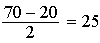 (70 − 20) / 2 = 25